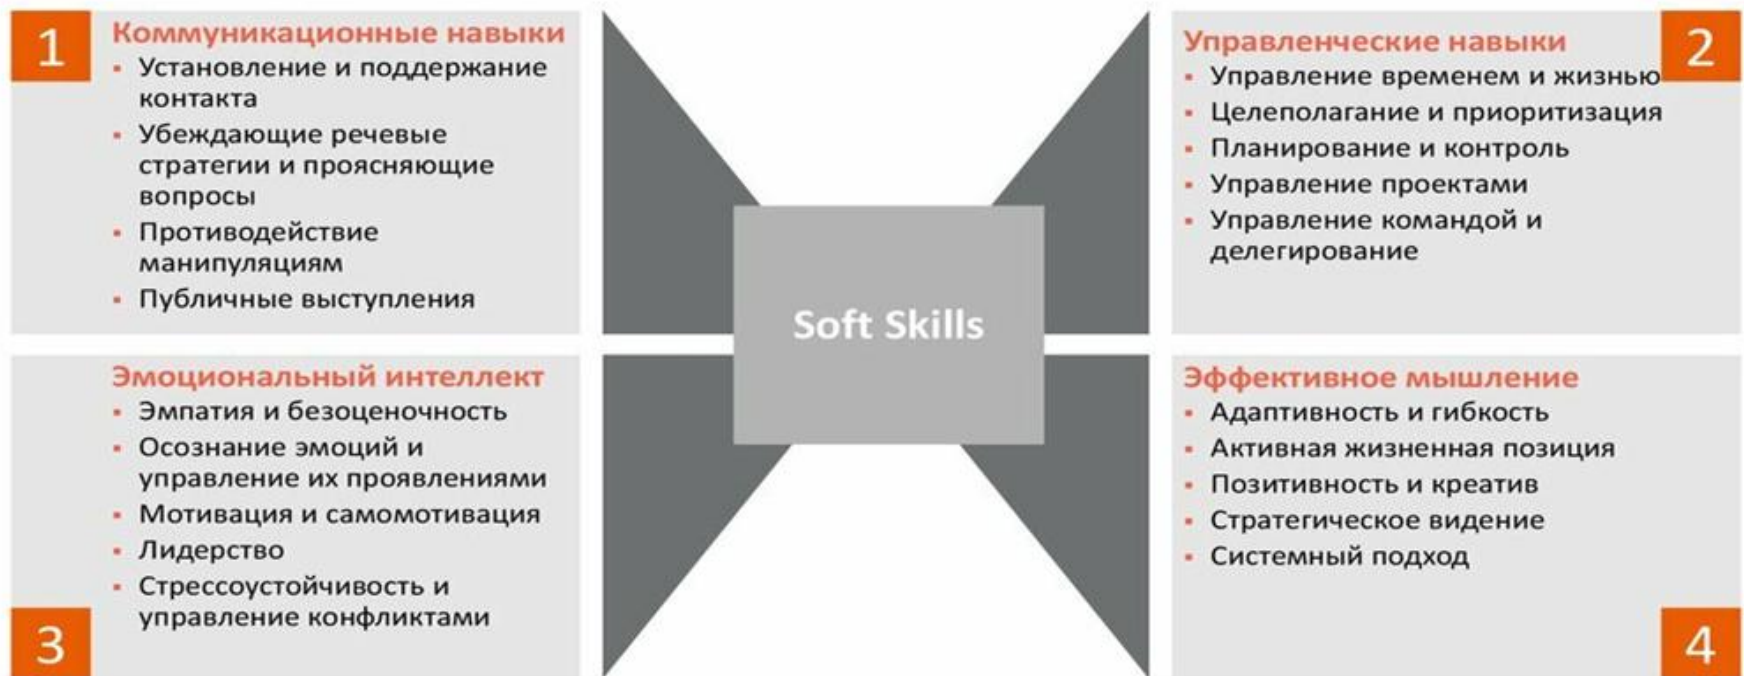 1
Коммуникационные навыки
▪ Установление и поддержание
контакта
▪ Убеждающие речевые
стратегии и проясняющие
вопросы
▪ Противодействие
манипуляциям
▪ Публичные выступления
2
Управленческие навыки
▪ Управление временем и жизнью
▪ Целеполагание и приоритизация
▪ Планирование и контроль
▪ Управление проектами
▪ Управление командой и
делегирование
Soft Skills
Эмоциональный интеллект
▪ Эмпатия и безоценочность
▪ Осознание эмоций и
управление их проявлениями
▪ Мотивация и самомотивация
▪ Лидерство
▪ Стрессоустойчивость и
управление конфликтами
3
Эффективное мышление
▪ Адаптивность и гибкость
▪ Активная жизненная позиция
▪ Позитивность и креатив
▪ Стратегическое видение
▪ Системный подход
4